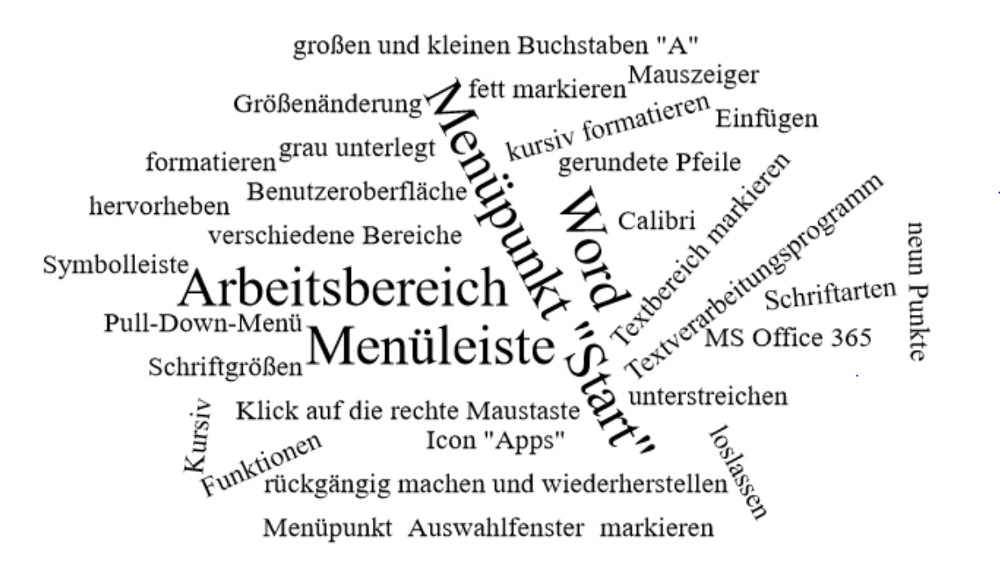 großen und kleinen Buchstaben "A"
Mauszeiger
fett markieren
Größenänderung
Menüpunkt "Start"
kursiv formatieren
Einfügen
grau unterlegt
formatieren
gerundete Pfeile
Benutzeroberfläche
hervorheben
Word
Calibri
Textbereich markieren
Textverarbeitungsprogramm
neun Punkte
verschiedene Bereiche
Symbolleiste
Arbeitsbereich
Schriftarten
Pull-Down-Menü
Menüleiste
MS Office 365
Schriftgrößen
unterstreichen
Kursiv
Klick auf die rechte Maustaste
Icon "Apps"
Funktionen
loslassen
rückgängig machen und wiederherstellen
Menüpunkt Auswahlfenster markieren